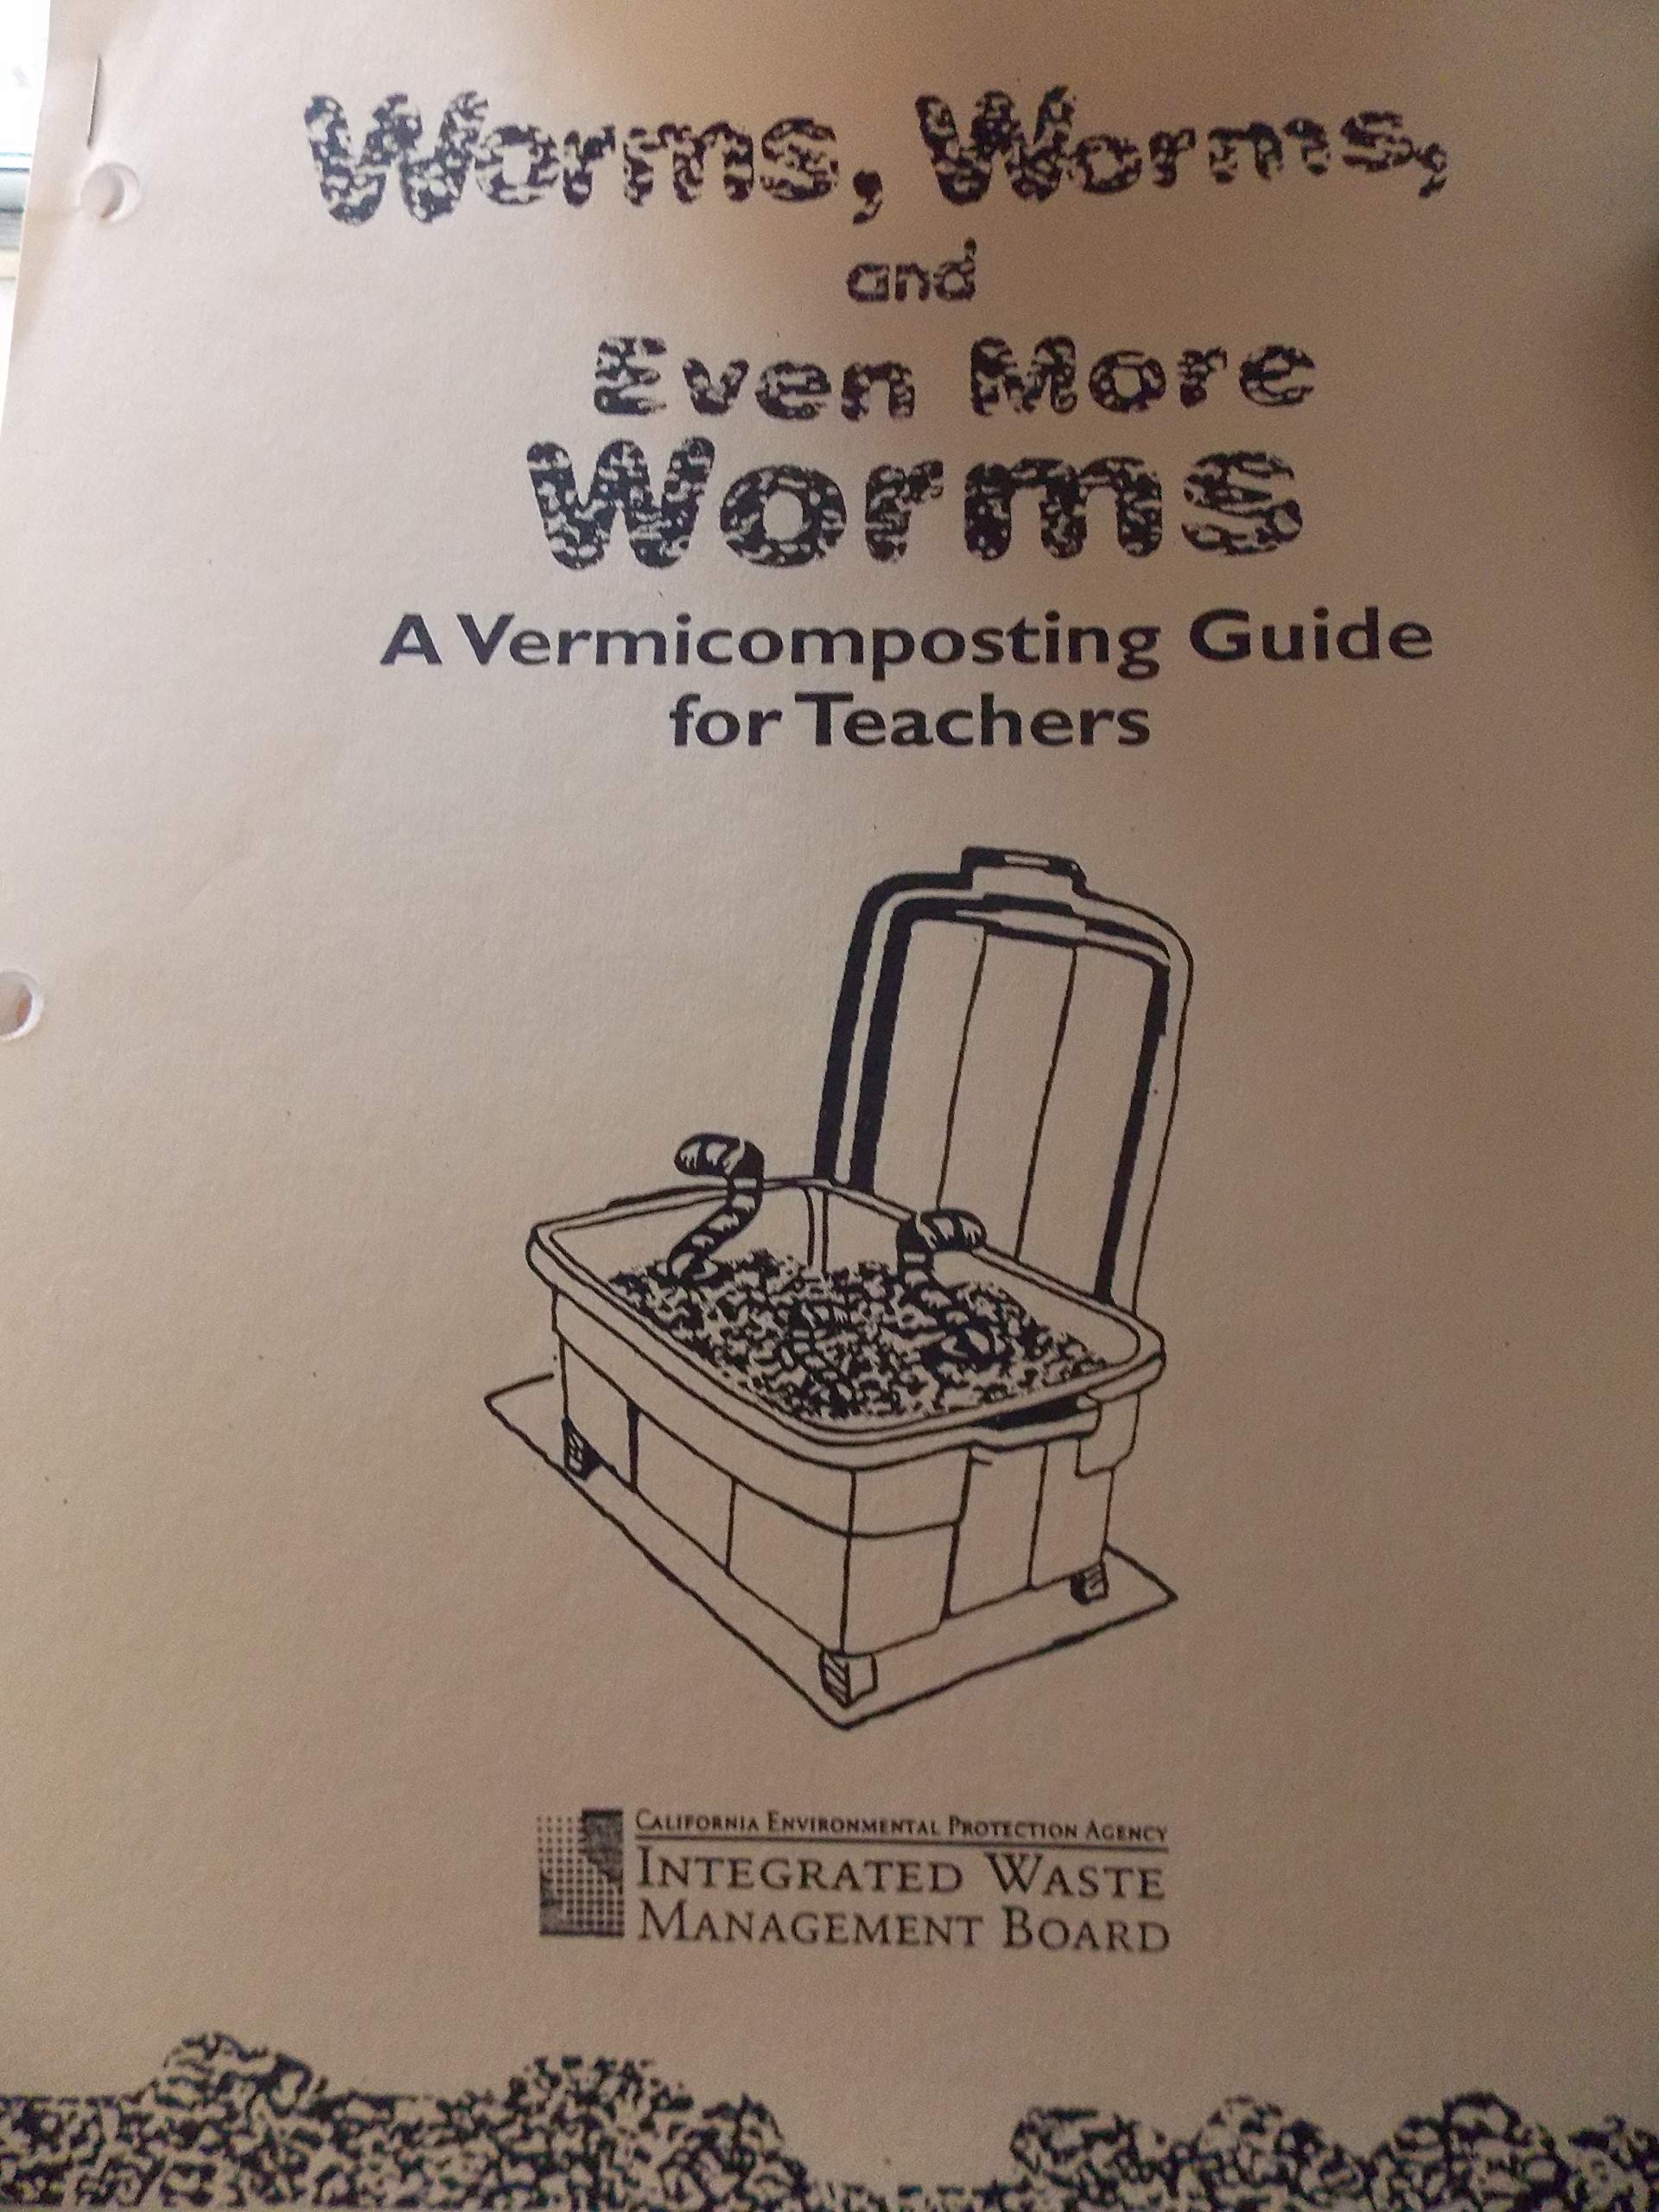 Worms, Worms,
and
Even More
Worms
A Vermicomposting Guide
for Teachers
CALIFORNIA ENVIRONMENTAL PROTECTION AGENCY
INTEGRATED WASTE
MANAGEMENT BOARD